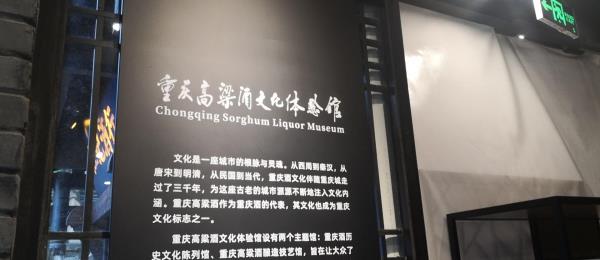 重庆高粱酒文化体验馆
Chongqing Sorghum Liquor Museum
文化是一座城市的根脉与灵魂。从西周到秦汉，从
唐宋到明清，从民国到当代，重庆酒文化伴随重庆城走
过了三千年，为这座古老的城市源源不断地注入文化内
涵。重庆高粱酒作为重庆酒的代表，其文化也成为重庆
文化标志之一。
重庆高粱酒文化体验馆设有两个主题馆：重庆酒历
史文化陈列馆、重庆高粱酒酿造技艺馆，旨在让大众了